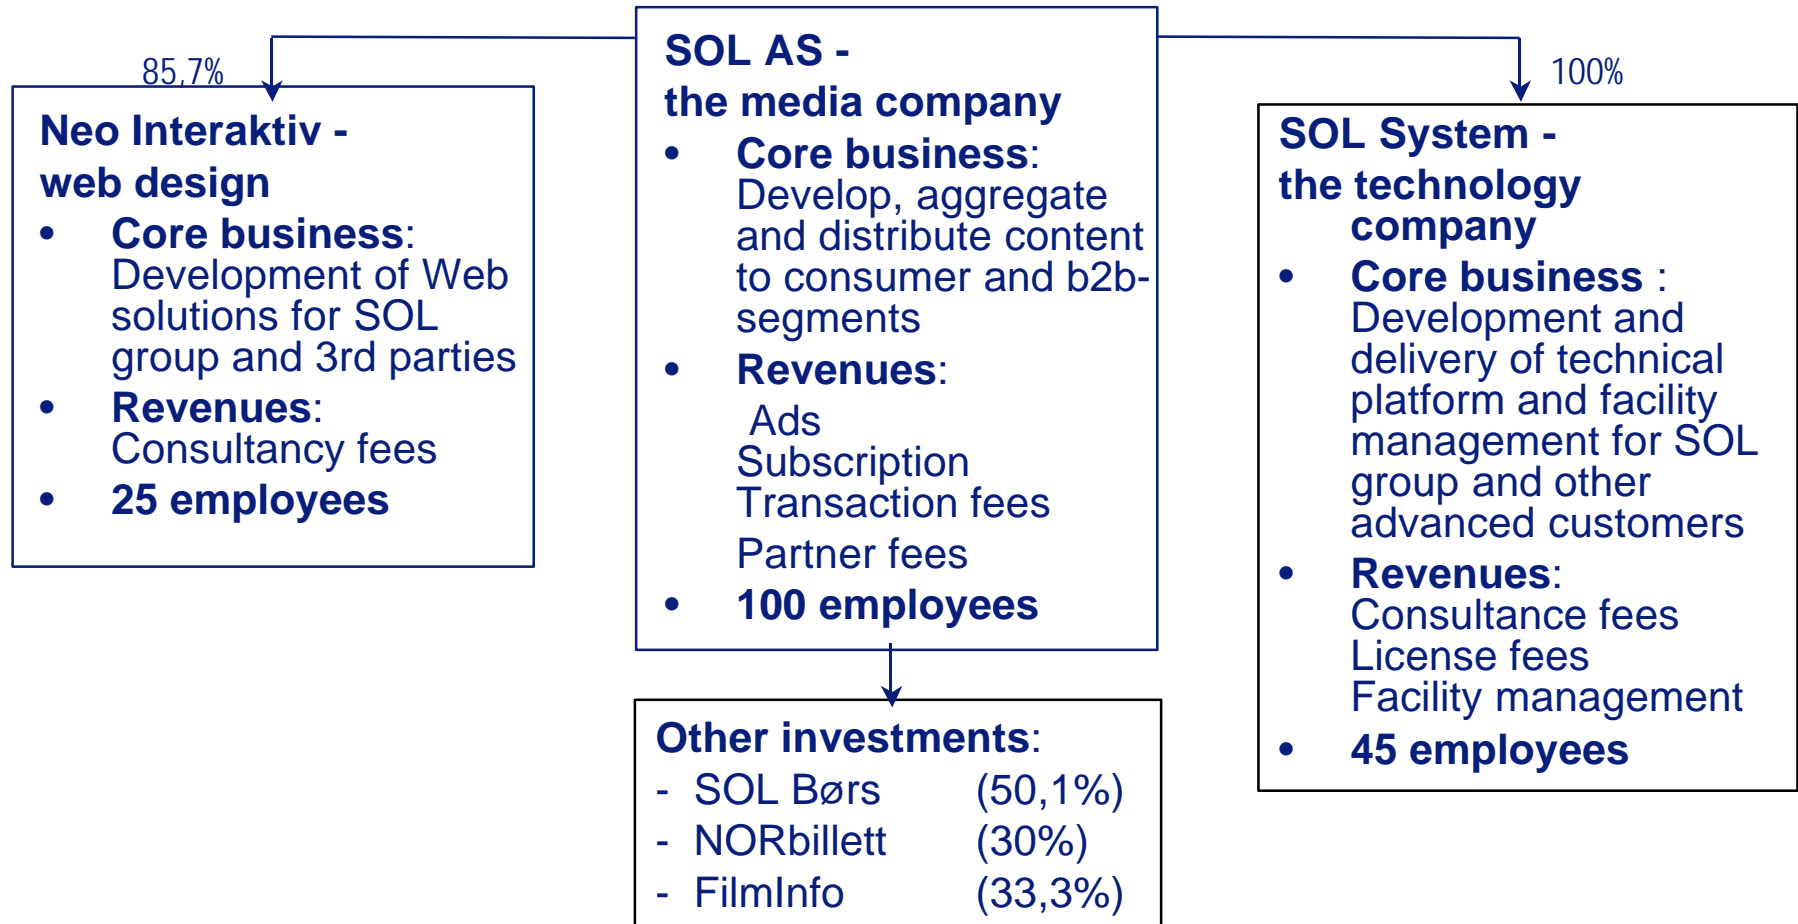 85,7%
Neo Interaktiv -
web design
• Core business:
Development of Web
solutions for SOL
group and 3rd parties
• Revenues:
Consultancy fees
• 25 employees
SOL AS -
the media company
• Core business:
Develop, aggregate
and distribute content
to consumer and b2b-
segments
• Revenues:
Ads
Subscription
Transaction fees
Partner fees
• 100 employees
100%
SOL System -
the technology
company
• Core business :
Development and
delivery of technical
platform and facility
management for SOL
group and other
advanced customers
• Revenues:
Consultance fees
License fees
Facility management
• 45 employees
Other investments:
- SOL Børs (50,1%)
- NORbillett (30%)
- FilmInfo (33,3%)